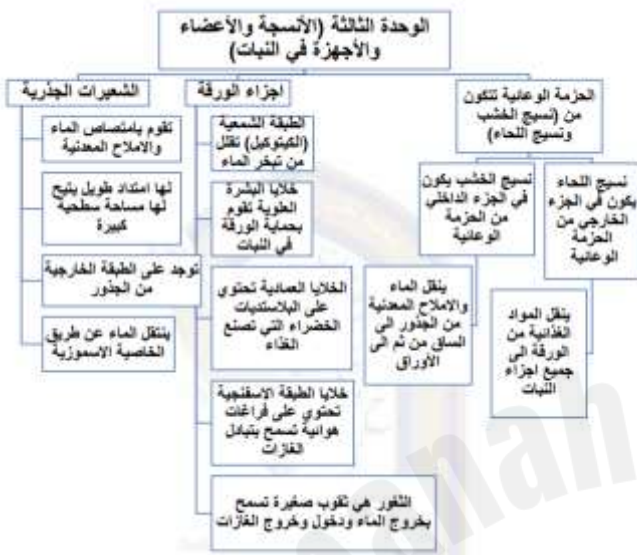 الوحدة الثالثة (الأنسجة والأعضاء
والأجهزة في النبات)
الحزمة الوعائية تتكون
من (نسيج الخشب
ونسيج اللحاء)
نسيج اللحاء
يكون في الجزء
الخارجي من
الحزمة
الوعائية
ينقل المواد
الغذائية من
الورقة الى
جميع اجزاء
النبات
نسيج الخشب يكون
في الجزء الداخلي
من الحزمة
الوعائية
ينقل الماء
والاملاح المعدنية
من الجذور الى
الساق من ثم الى
الأوراق
اجزاء الورقة
الطبقة الشمعية
(الكيتوكيل) تقلل
من تبخر الماء
خلايا البشرة
العلوية تقوم
بحماية الورقة
في النبات
الخلايا العمادية تحتوي
على البلاستديات
الخضراء التي تصنع
الغذاء
خلايا الطبقة الاسفنجية
تحتوي على فراغات
هوائية تسمح بتبادل
الغازات
الثغور هي ثقوب صغيرة تسمح
بخروج الماء ودخول وخروج الغازات
الشعيرات الجذرية
تقوم بامتصاص الماء
والاملاح المعدنية
لها امتداد طويل يتيح
لها مساحة سطحية
كبيرة
توجد على الطبقة الخارجية
من الجذور
ينتقل الماء عن طريق
الخاصية الاسموزية